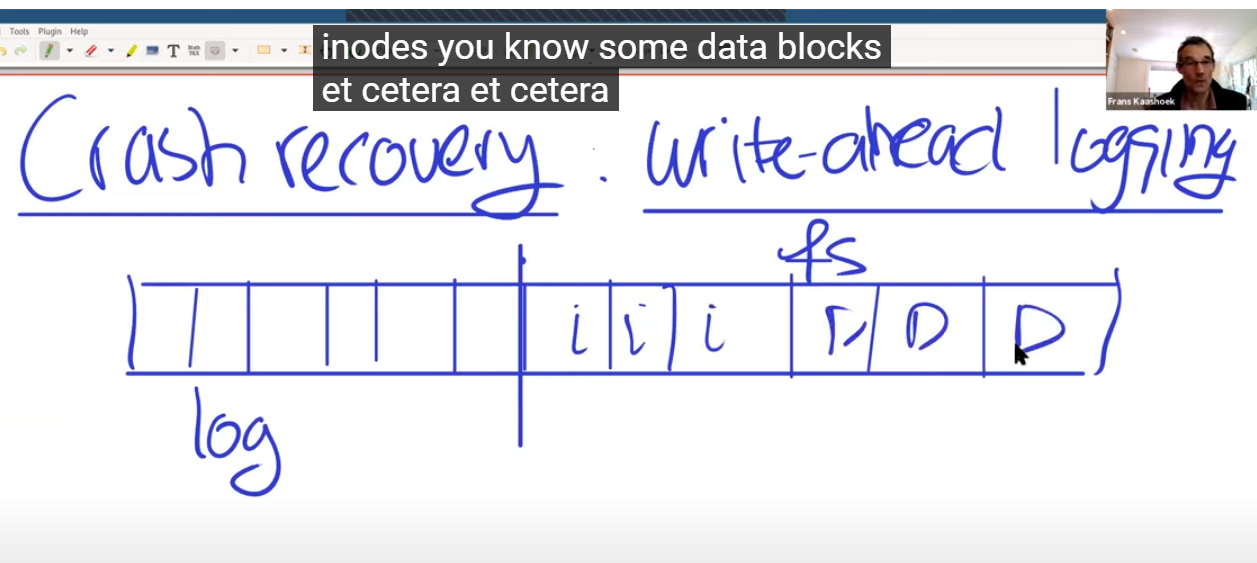 Tools Plugin Help
inodes you know some data blocks
et cetera et cetera
Frans Kaashoek
Crash recovery : write-ahead logging
fs
i i i D D D
log